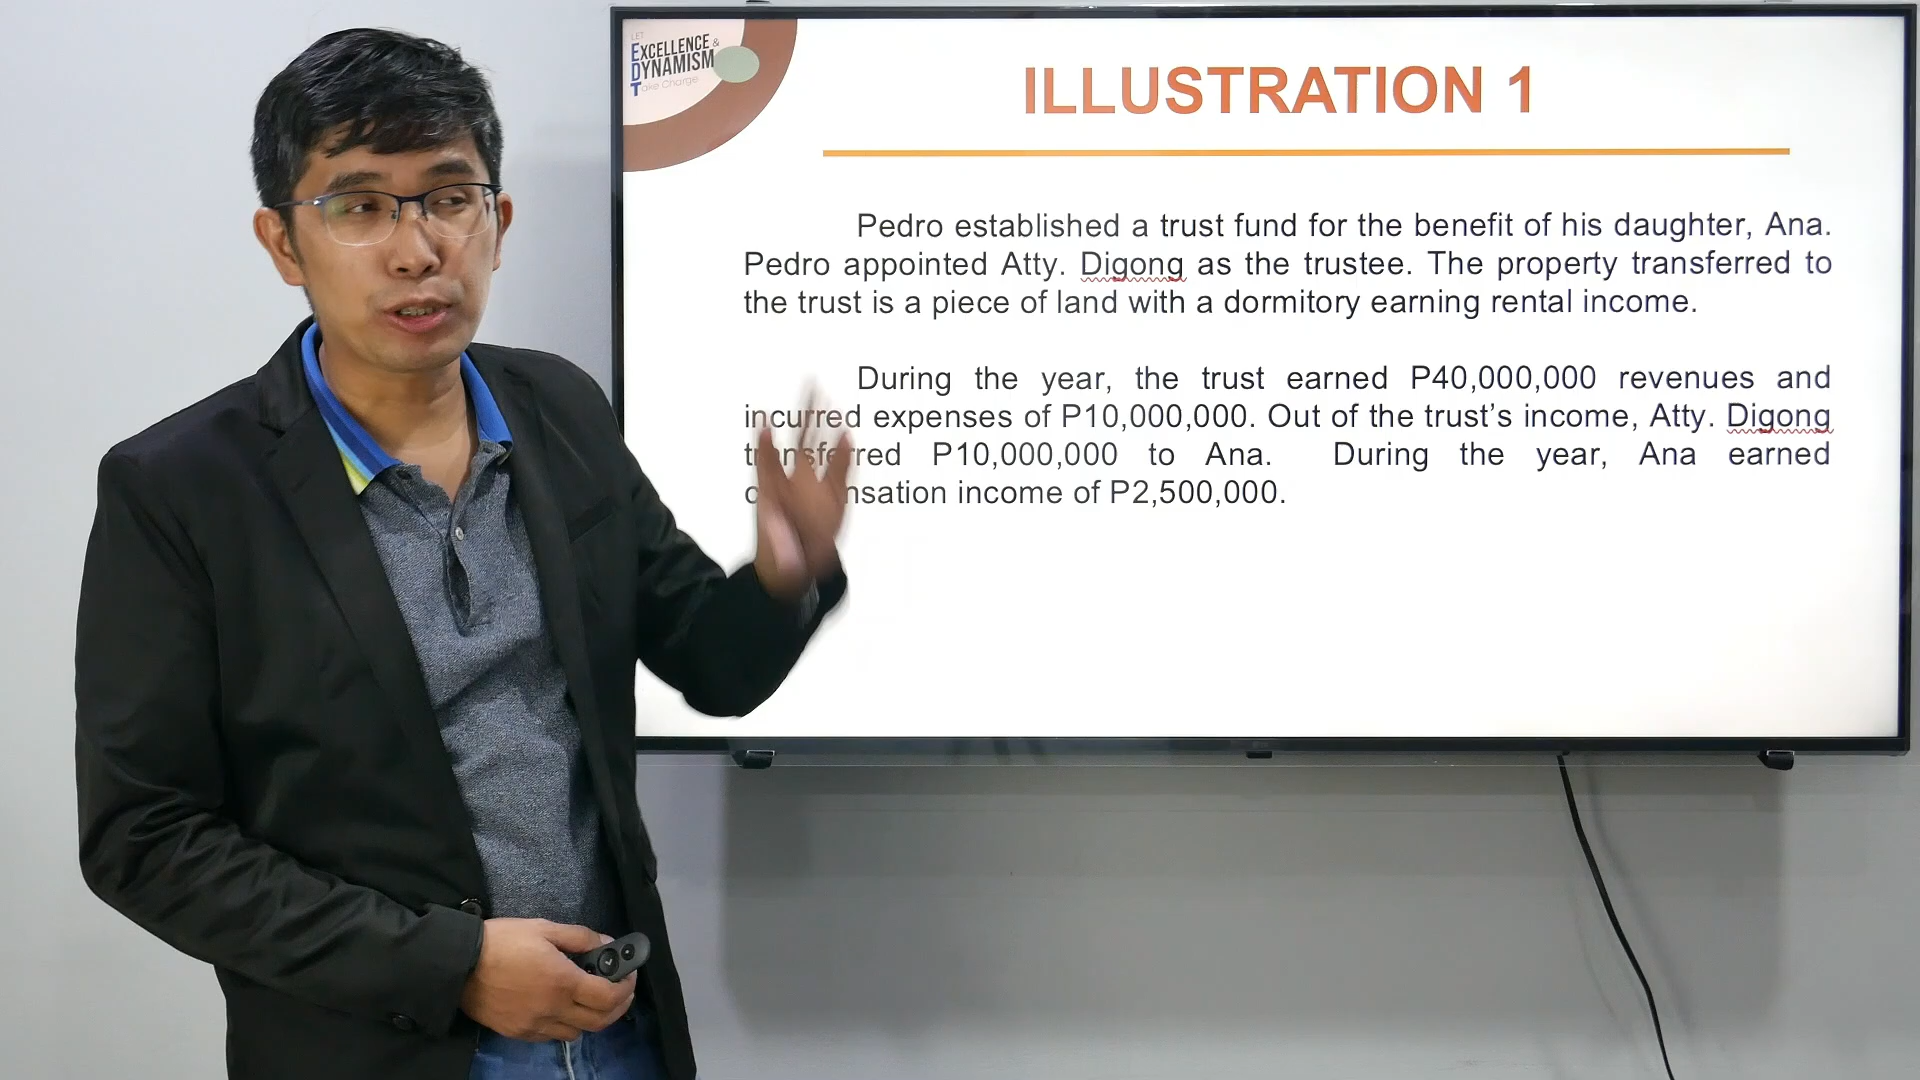 LET
EXCELLENCE &
DYNAMISM
Take Charge
ILLUSTRATION 1
Pedro established a trust fund for the benefit of his daughter, Ana.
Pedro appointed Atty. Digong as the trustee. The property transferred to
the trust is a piece of land with a dormitory earning rental income.
During the year, the trust earned P40,000,000 revenues and
incurred expenses of P10,000,000. Out of the trust’s income, Atty. Digong
transferred P10,000,000 to Ana. During the year, Ana earned
income of P2,500,000.